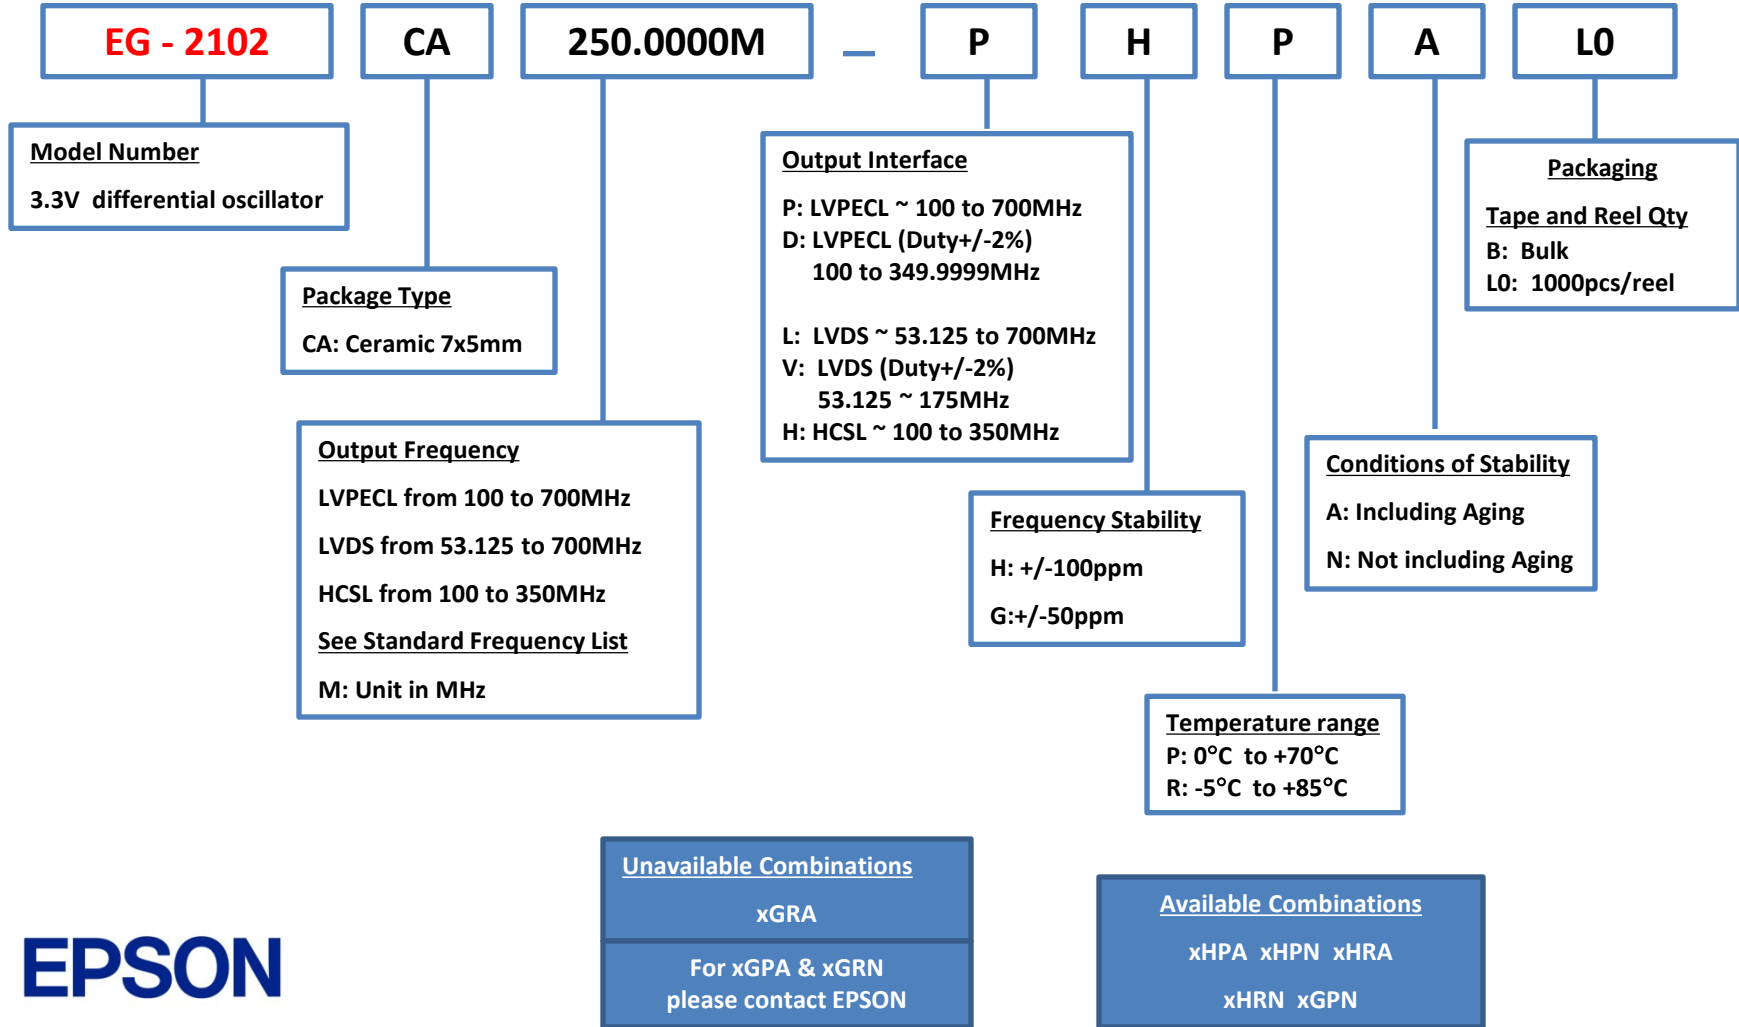 EG - 2102 CA 250.0000M _ P H P A L0
Model Number
3.3V differential oscillator
Package Type
CA: Ceramic 7x5mm
Output Frequency
LVPECL from 100 to 700MHz
LVDS from 53.125 to 700MHz
HCSL from 100 to 350MHz
See Standard Frequency List
M: Unit in MHz
Output Interface
P: LVPECL ~ 100 to 700MHz
D: LVPECL (Duty+/-2%)
100 to 349.9999MHz
L: LVDS ~ 53.125 to 700MHz
V: LVDS (Duty+/-2%)
53.125 ~ 175MHz
H: HCSL ~ 100 to 350MHz
Frequency Stability
H: +/-100ppm
G:+/-50ppm
Temperature range
P: 0°C to +70°C
R: -5°C to +85°C
Conditions of Stability
A: Including Aging
N: Not including Aging
Packaging
Tape and Reel Qty
B: Bulk
L0: 1000pcs/reel
Unavailable Combinations
xGRA
For xGPA & xGRN
please contact EPSON
Available Combinations
xHPA xHPN xHRA
xHRN xGPN
EPSON